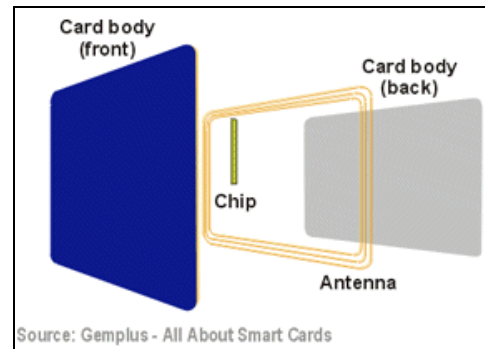 Card body
(front)
Card body
(back)
Chip
Antenna
Source: Gemplus - All About Smart Cards